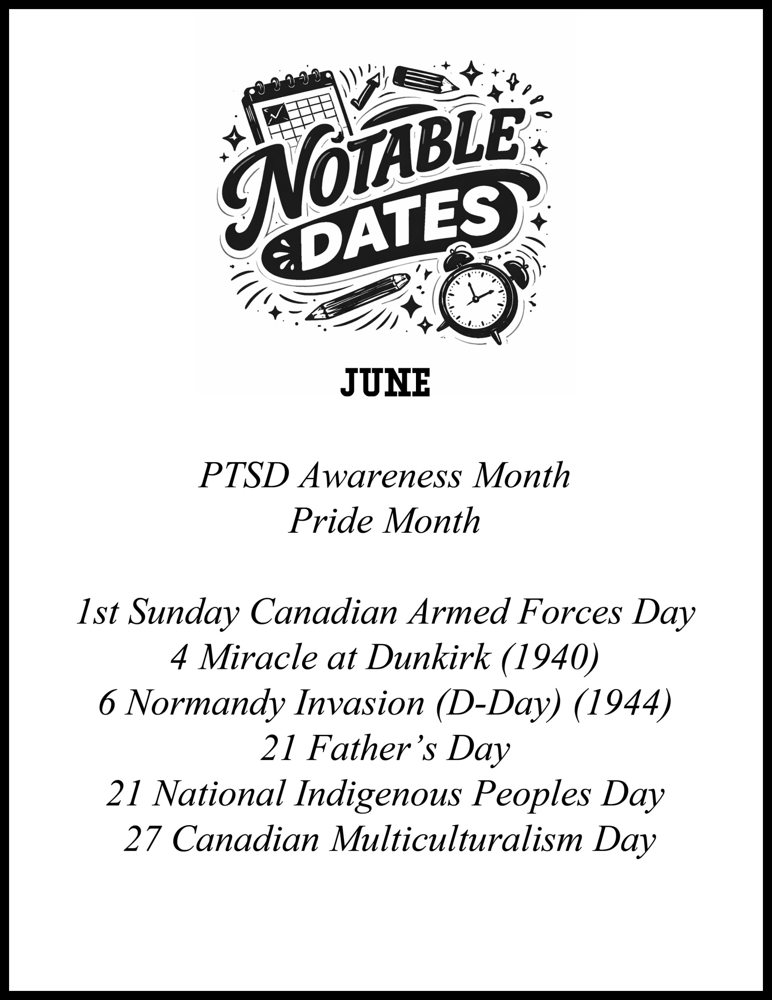 NOTABLE
DATES
JUNE
PTSD Awareness Month
Pride Month
1st Sunday Canadian Armed Forces Day
4 Miracle at Dunkirk (1940)
6 Normandy Invasion (D-Day) (1944)
21 Father’s Day
21 National Indigenous Peoples Day
27 Canadian Multiculturalism Day